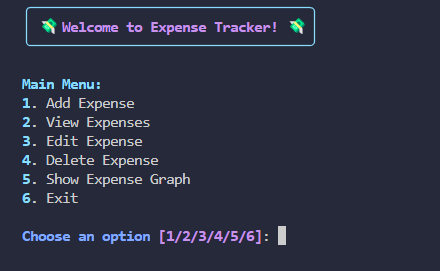 💸 Welcome to Expense Tracker! 💸
Main Menu:
1. Add Expense
2. View Expenses
3. Edit Expense
4. Delete Expense
5. Show Expense Graph
6. Exit
Choose an option [1/2/3/4/5/6]: